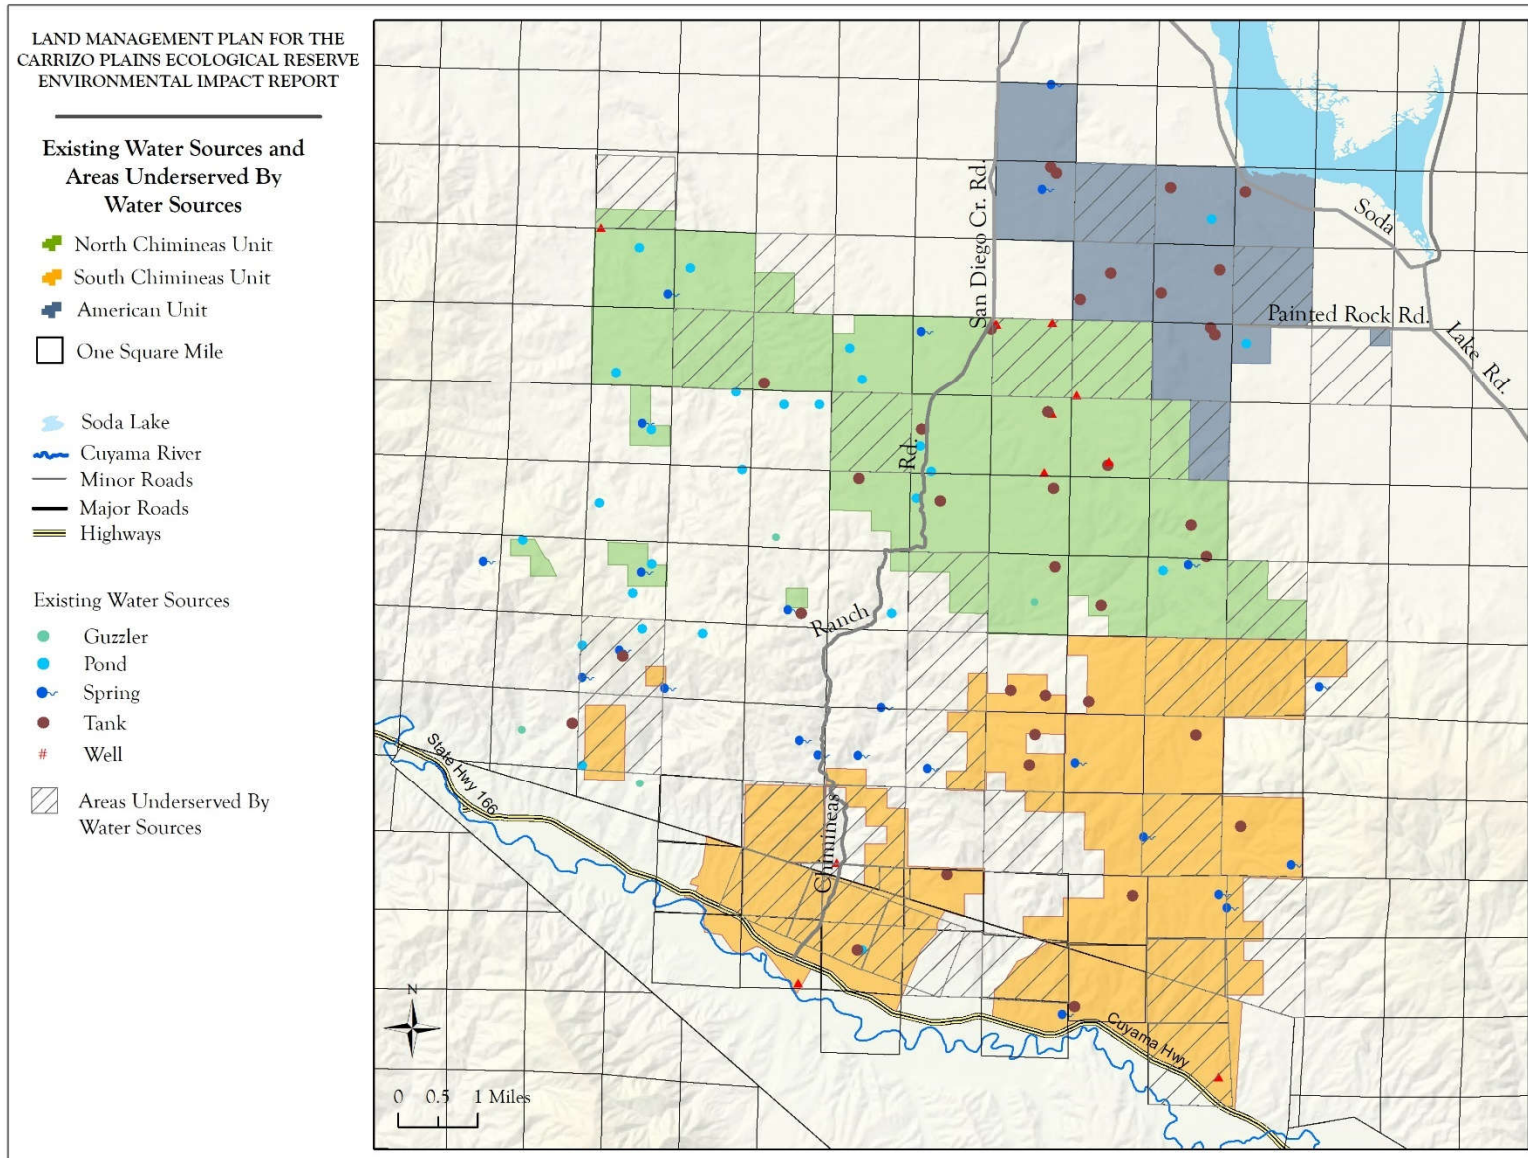 LAND MANAGEMENT PLAN FOR THE
CARRIZO PLAINS ECOLOGICAL RESERVE
ENVIRONMENTAL IMPACT REPORT
Existing Water Sources and
Areas Underserved By
Water Sources
North Chimineas Unit
South Chimineas Unit
American Unit
One Square Mile
Soda Lake
Cuyama River
Minor Roads
Major Roads
Highways
Existing Water Sources
Guzzler
Pond
Spring
Tank
# Well
Areas Underserved By
Water Sources
San Diego Cr. Rd.
Soda
Painted Rock Rd.
Lake Rd.
Rd.
Ranch
Chimineas
State Hwy 166
Cuyama Hwy
N
0 0.5 1 Miles